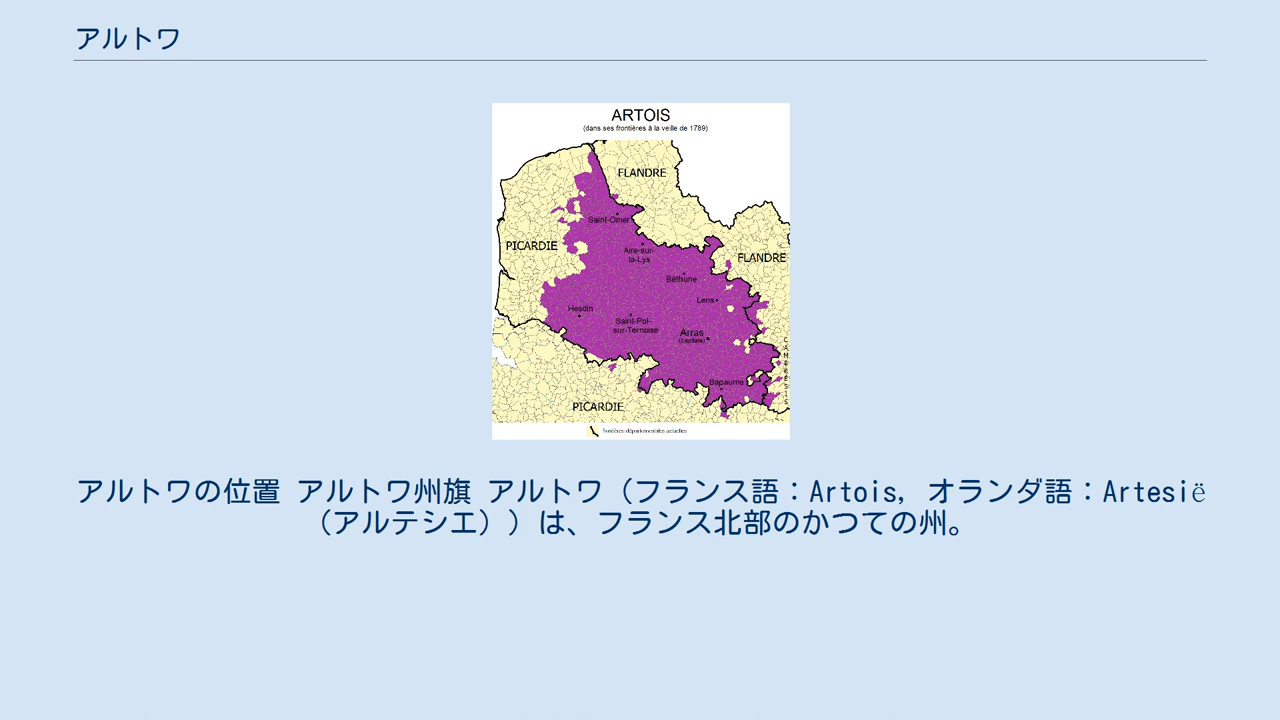 アルトワ
ARTOIS
(dans ses frontières à la veille de 1789)
FLANDRE
Saint-Omer
PICARDIE
Aire-sur-
la-Lys
FLANDRE
Béthune
Lens
Hesdin
Saint-Pol-
sur-Ternoise
Arras
(capitale)
CAMBRÉSIS
Bapaume
PICARDIE
frontières départementales actuelles
アルトワの位置 アルトワ州旗 アルトワ（フランス語：Artois, オランダ語：Artesië
（アルテシエ））は、フランス北部のかつての州。